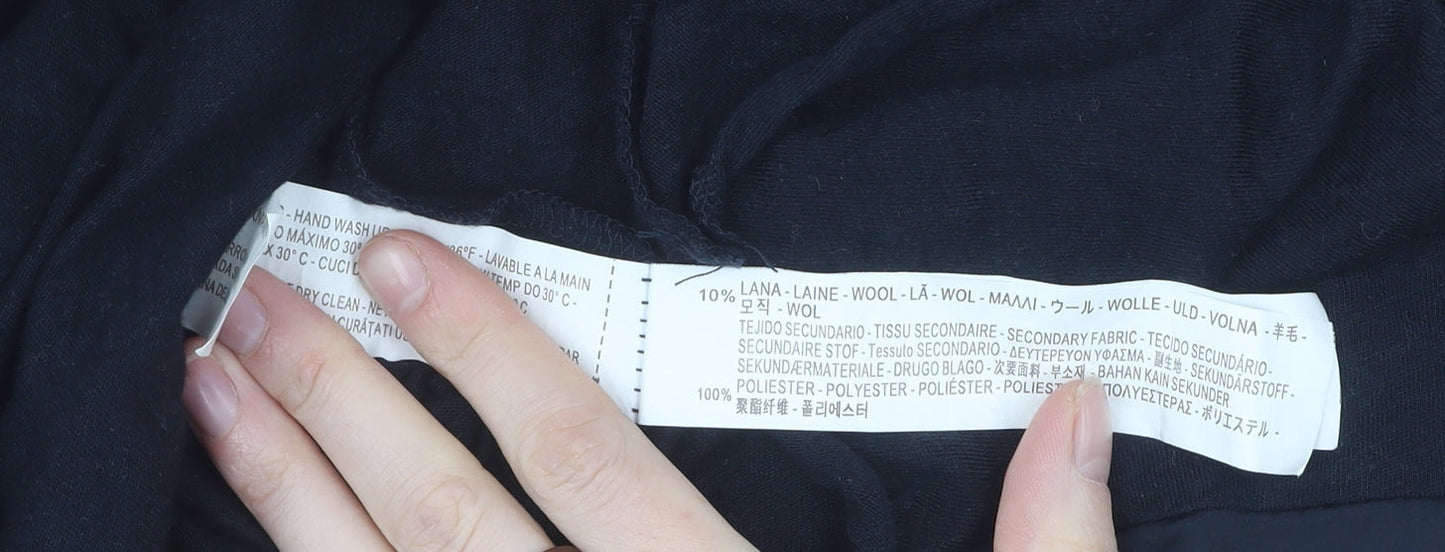 - HAND WASH
86ºF - LAVABLE A LA MAIN
O MÁXIMO 30°
TEMP DO 30° C -
X 30° C - CUCI
DRY CLEAN -
CURĂȚATI
PAR
10% LANA - LAINE - WOOL - LÃ - WOL - ΜΑΛΛΙ - ウール - WOLLE - ULD - VOLNA - 羊毛 -
모직 - WOL
TEJIDO SECUNDARIO - TISSU SECONDAIRE - SECONDARY FABRIC - TECIDO SECUNDÁRIO -
SECUNDAIRE STOF - Tessuto SECONDARIO - ΔΕΥΤΕΡΕΥΟΝ ΥΦΑΣΜΑ - 副生地 - SEKUNDÄRSTOFF -
SEKUNDÆRMATERIALE - DRUGO BLAGO - 次要面料 - 부소재 - BAHAN KAIN SEKUNDER
100% POLIESTER - POLYESTER - POLIÉSTER - ΠΟΛΥΕΣΤΕΡΑΣ - ポリエステル -
聚酯纤维 - 폴리에스터